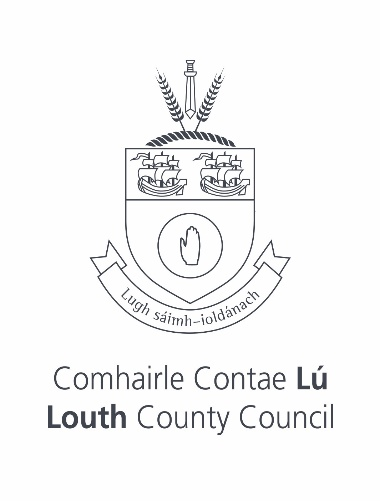 Lugh sáimh-ioldánach
Comhairle Contae Lú
Louth County Council